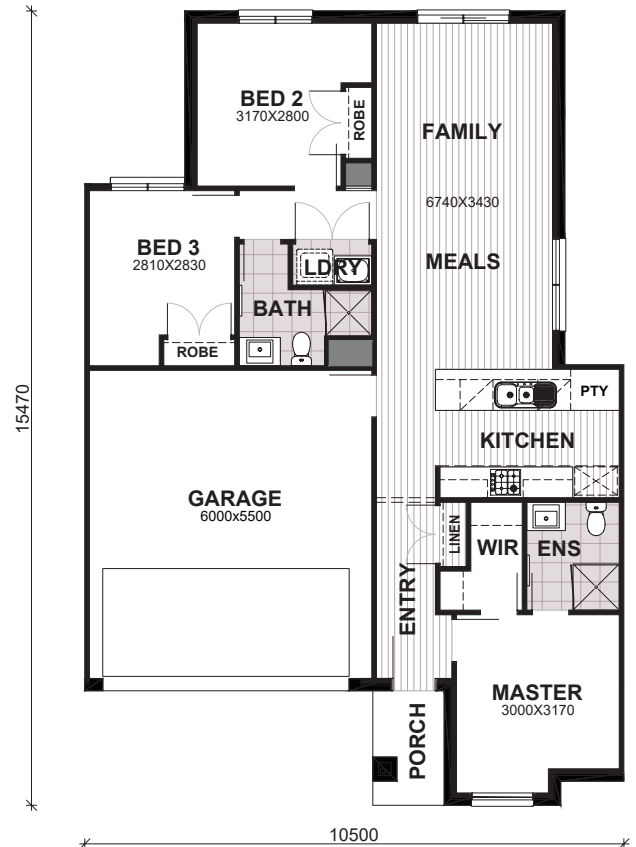 BED 2
3170X2800
ROBE
FAMILY
6740X3430
MEALS
BED 3
2810X2830
LDRY
BATH
ROBE
PTY
KITCHEN
15470
GARAGE
6000x5500
LINEN
WIR
ENS
ENTRY
MASTER
3000X3170
PORCH
10500